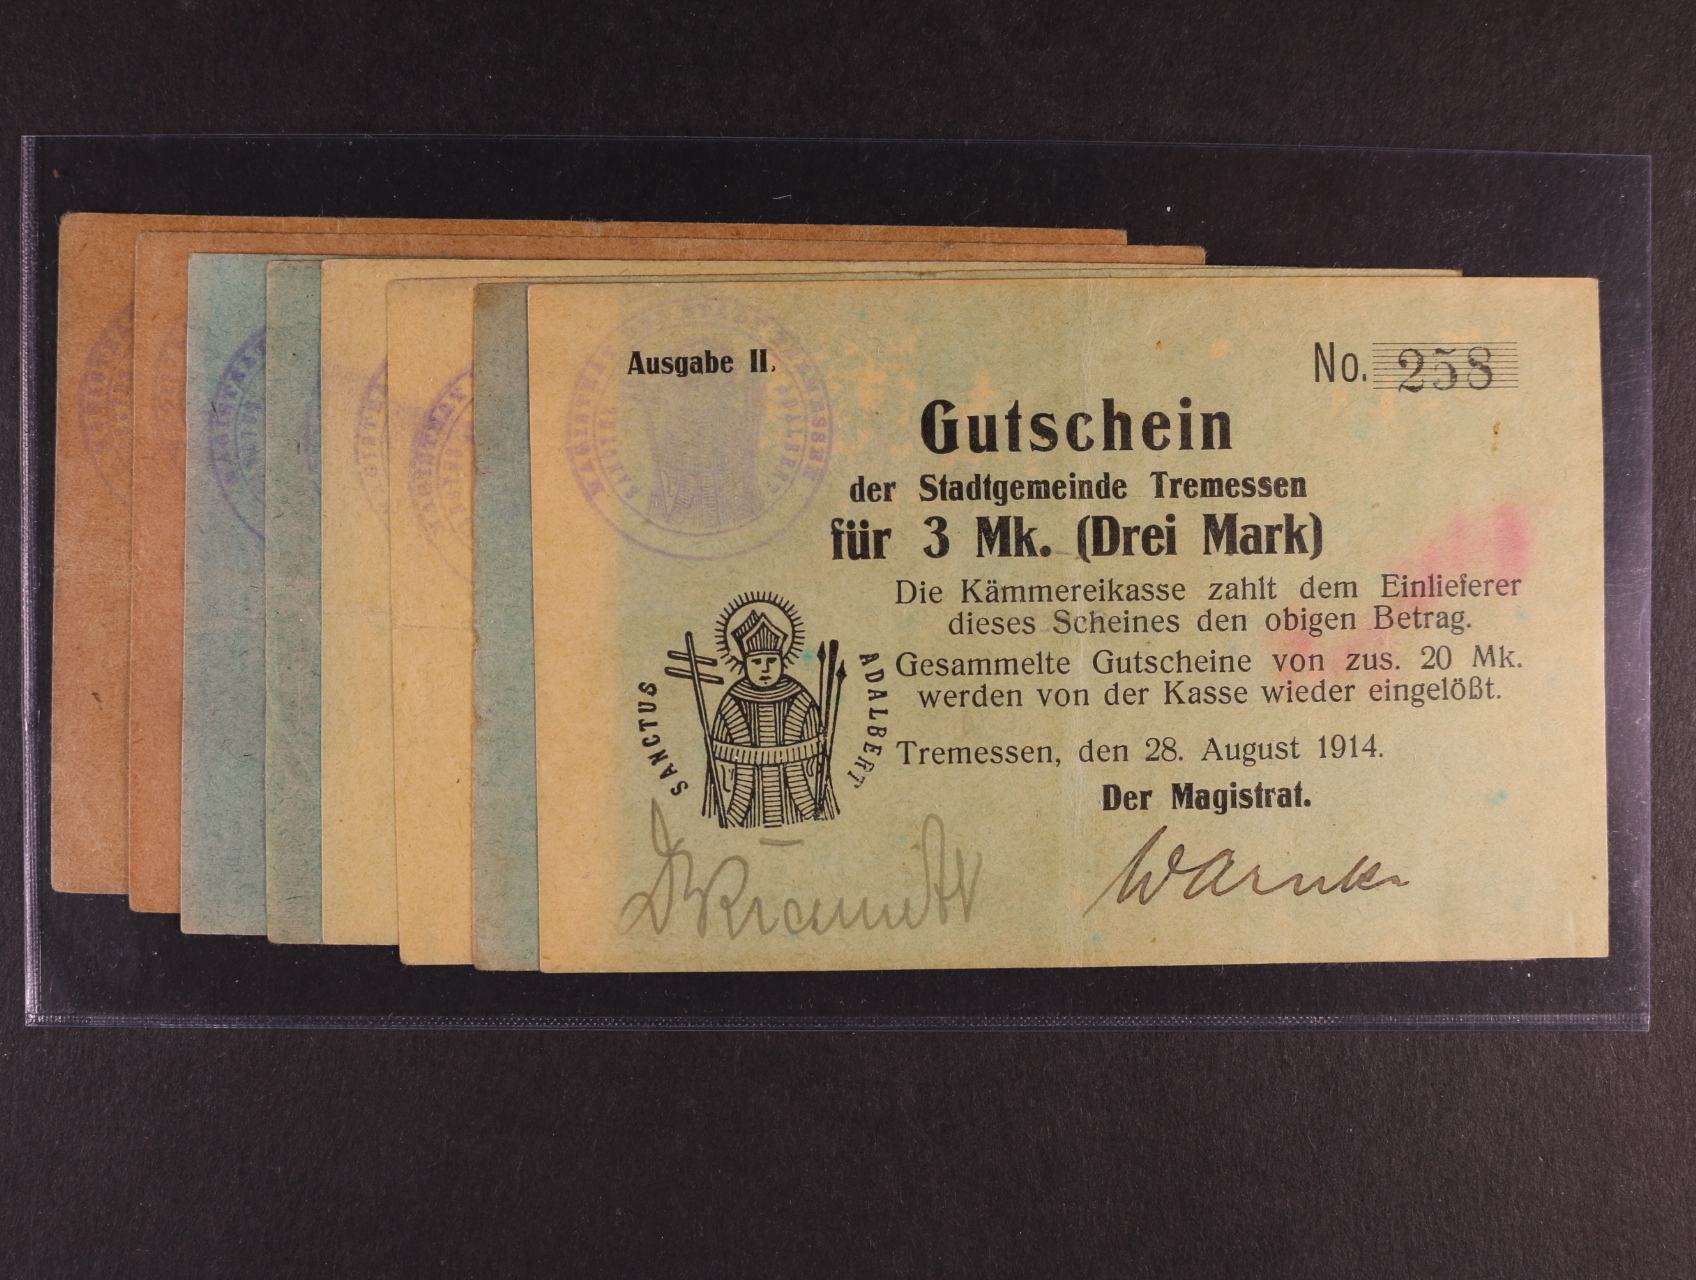 Ausgabe II.
No. 258
Gutschein
der Stadtgemeinde Tremessen
für 3 Mk. (Drei Mark)
Die Kämmereikasse zahlt dem Einlieferer
dieses Scheines den obigen Betrag.
Gesammelte Gutscheine von zus. 20 Mk.
werden von der Kasse wieder eingelößt.
Tremessen, den 28. August 1914.
Der Magistrat.
SANCTUS ADALBERT
Warnke